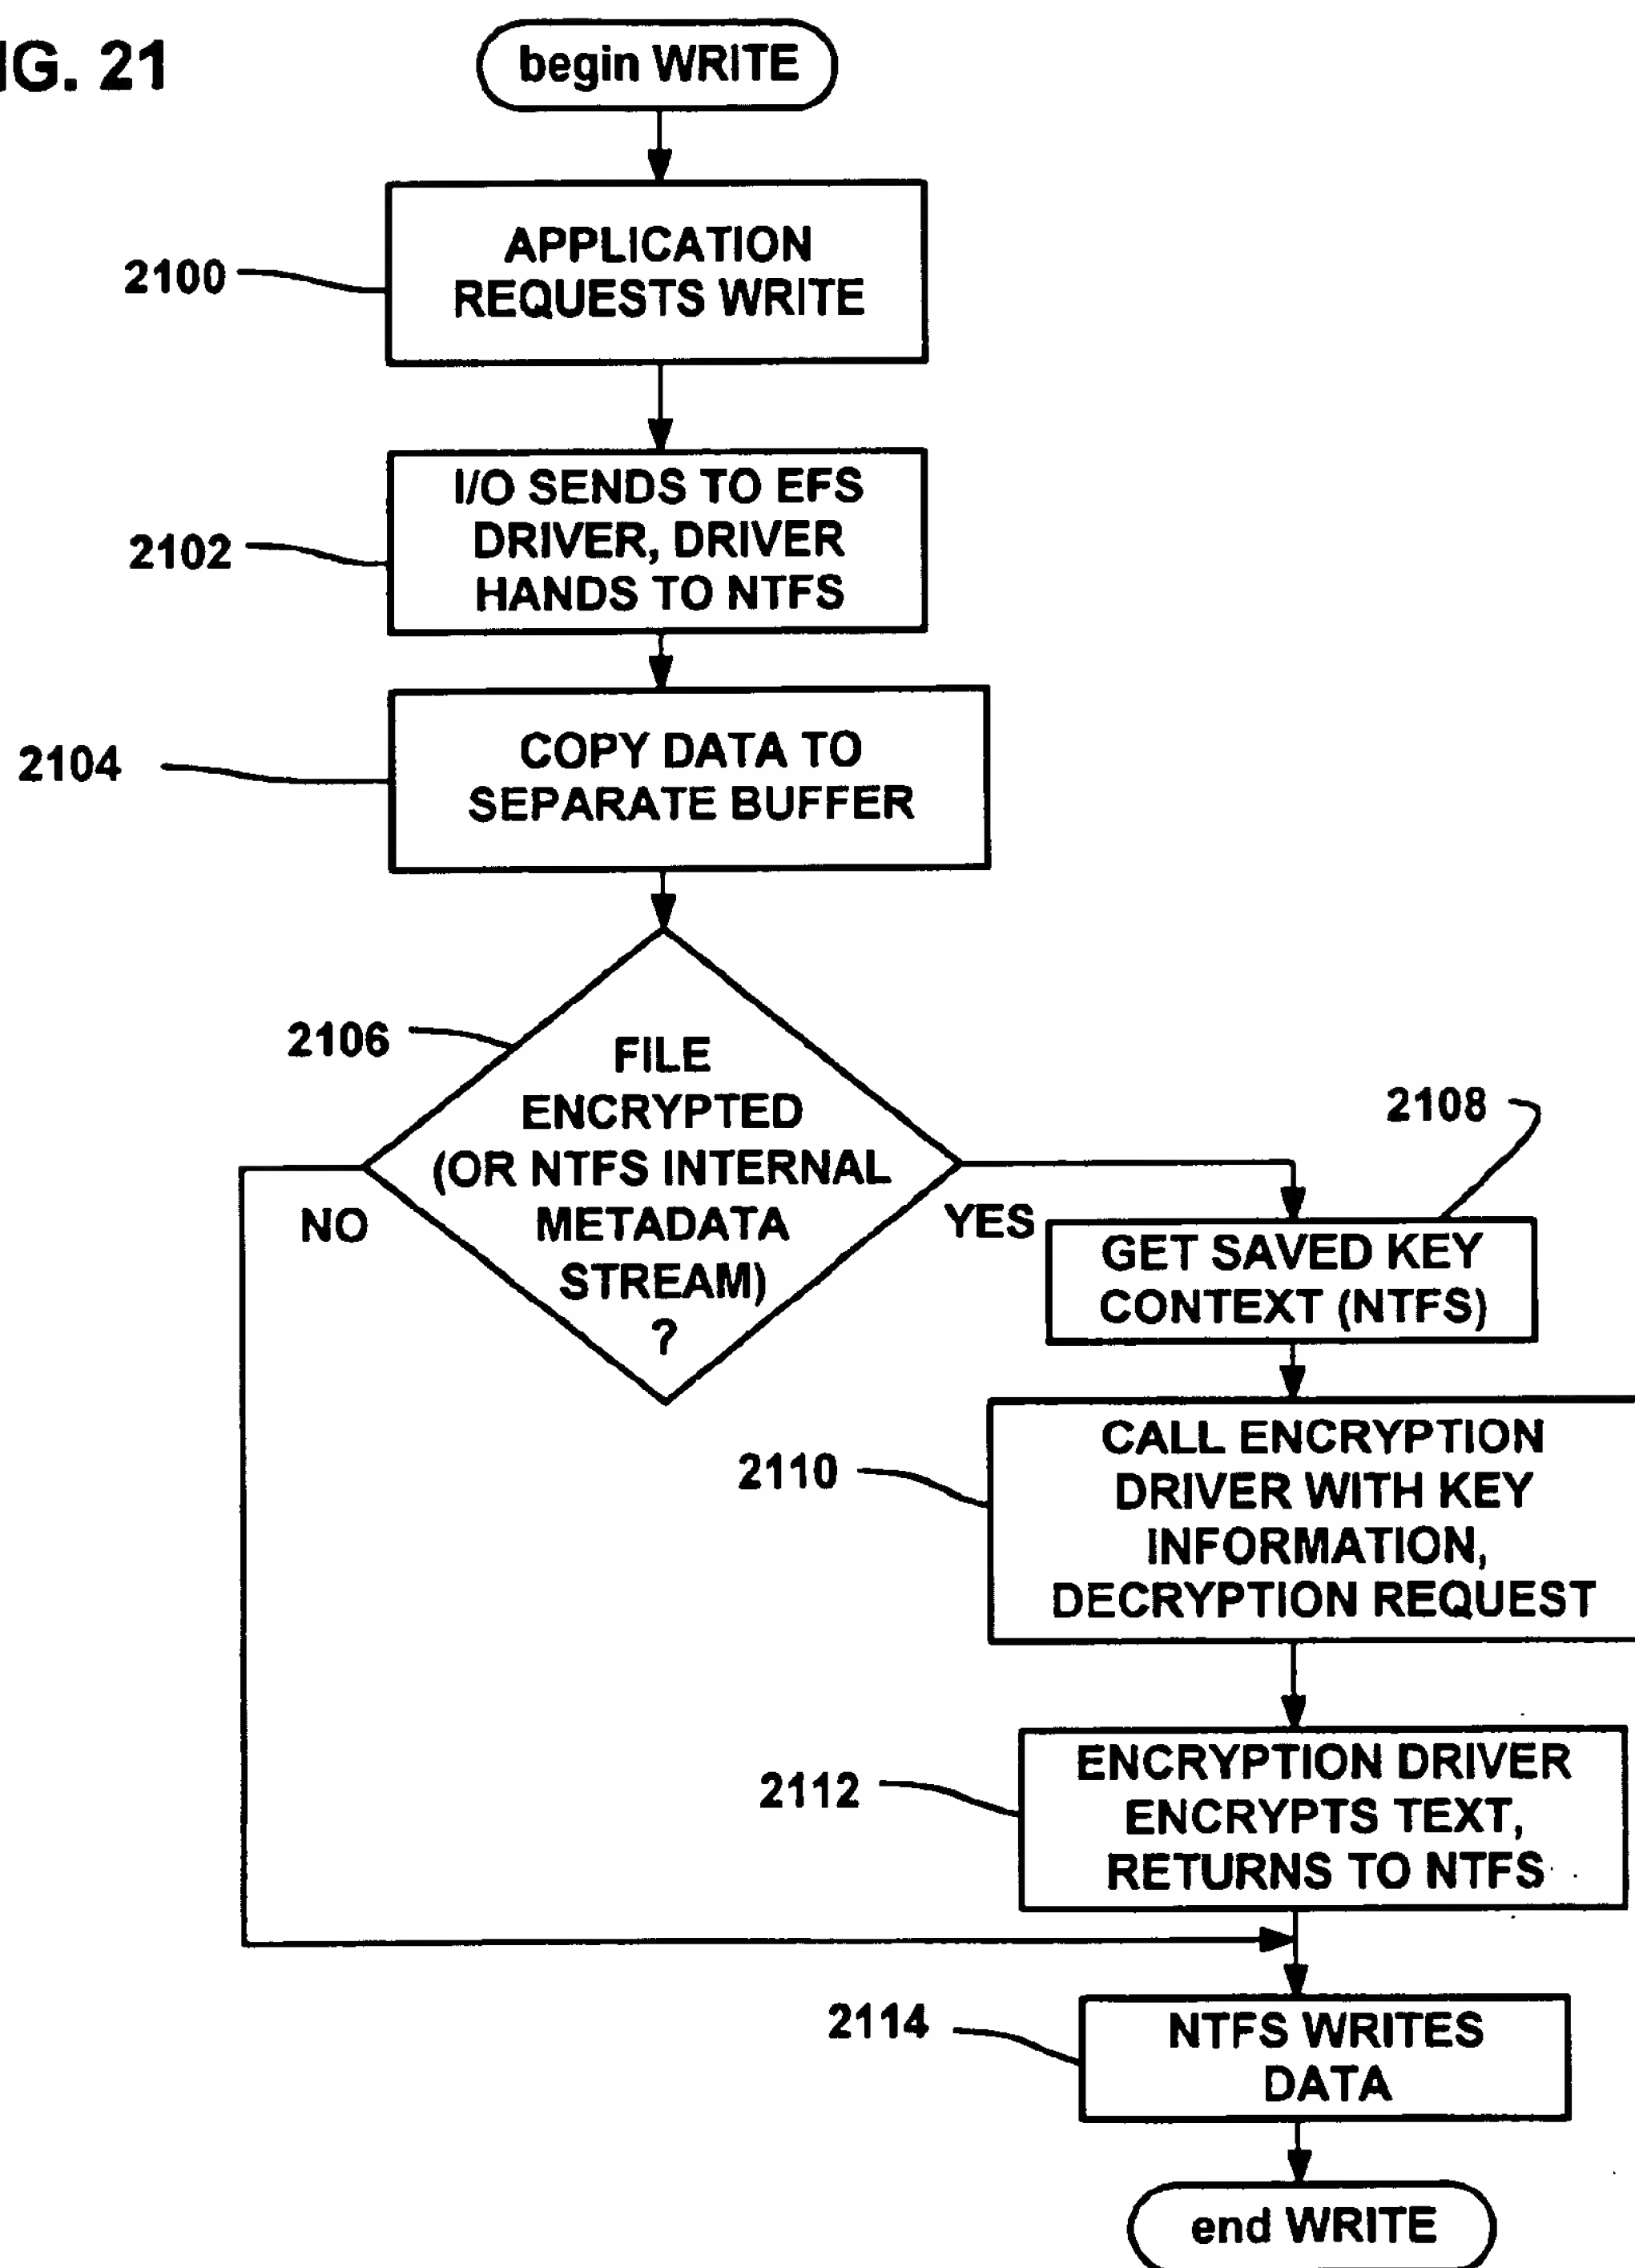 IG. 21
begin WRITE
2100
APPLICATION
REQUESTS WRITE
2102
I/O SENDS TO EFS
DRIVER, DRIVER
HANDS TO NTFS
2104
COPY DATA TO
SEPARATE BUFFER
2106
FILE
ENCRYPTED
(OR NTFS INTERNAL
METADATA
STREAM)
?
NO
YES
2108
GET SAVED KEY
CONTEXT (NTFS)
2110
CALL ENCRYPTION
DRIVER WITH KEY
INFORMATION,
DECRYPTION REQUEST
2112
ENCRYPTION DRIVER
ENCRYPTS TEXT,
RETURNS TO NTFS
2114
NTFS WRITES
DATA
end WRITE